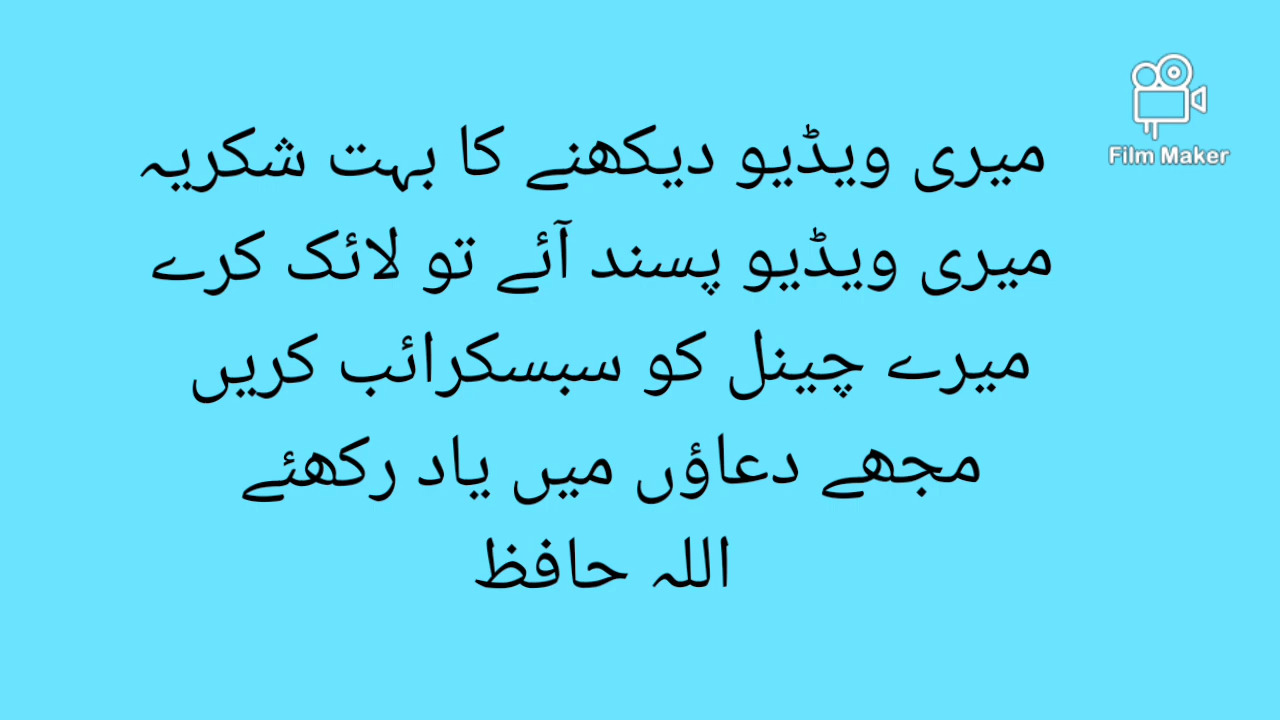 میری ویڈیو دیکھنے کا بہت شکریہ
میری ویڈیو پسند آئے تو لائک کرے
میرے چینل کو سبسکرائب کریں
مجھے دعاؤں میں یاد رکھئے
اللہ حافظ
Film Maker